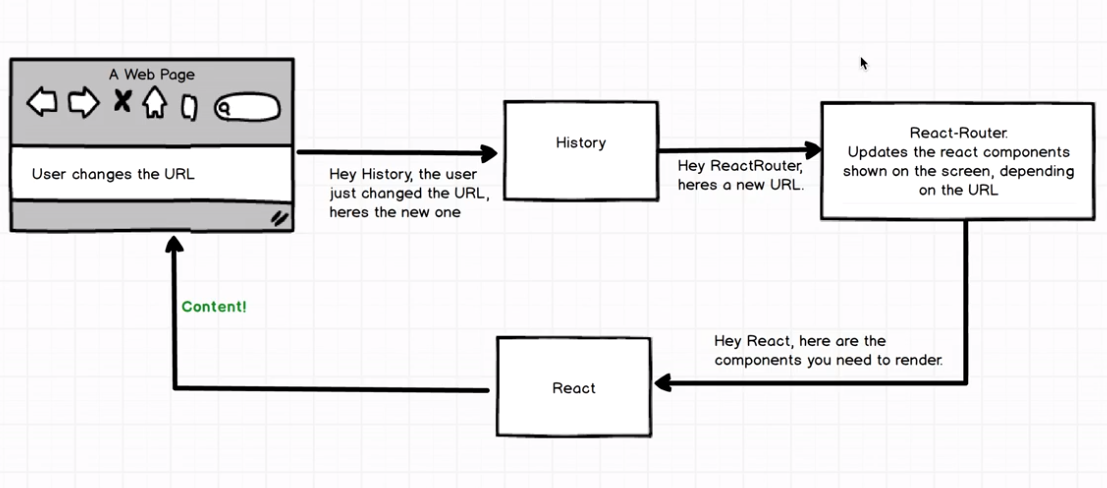 A Web Page
User changes the URL
Hey History, the user
just changed the URL,
heres the new one
History
Hey ReactRouter,
heres a new URL.
React-Router.
Updates the react components
shown on the screen, depending
on the URL
Content!
React
Hey React, here are the
components you need to render.